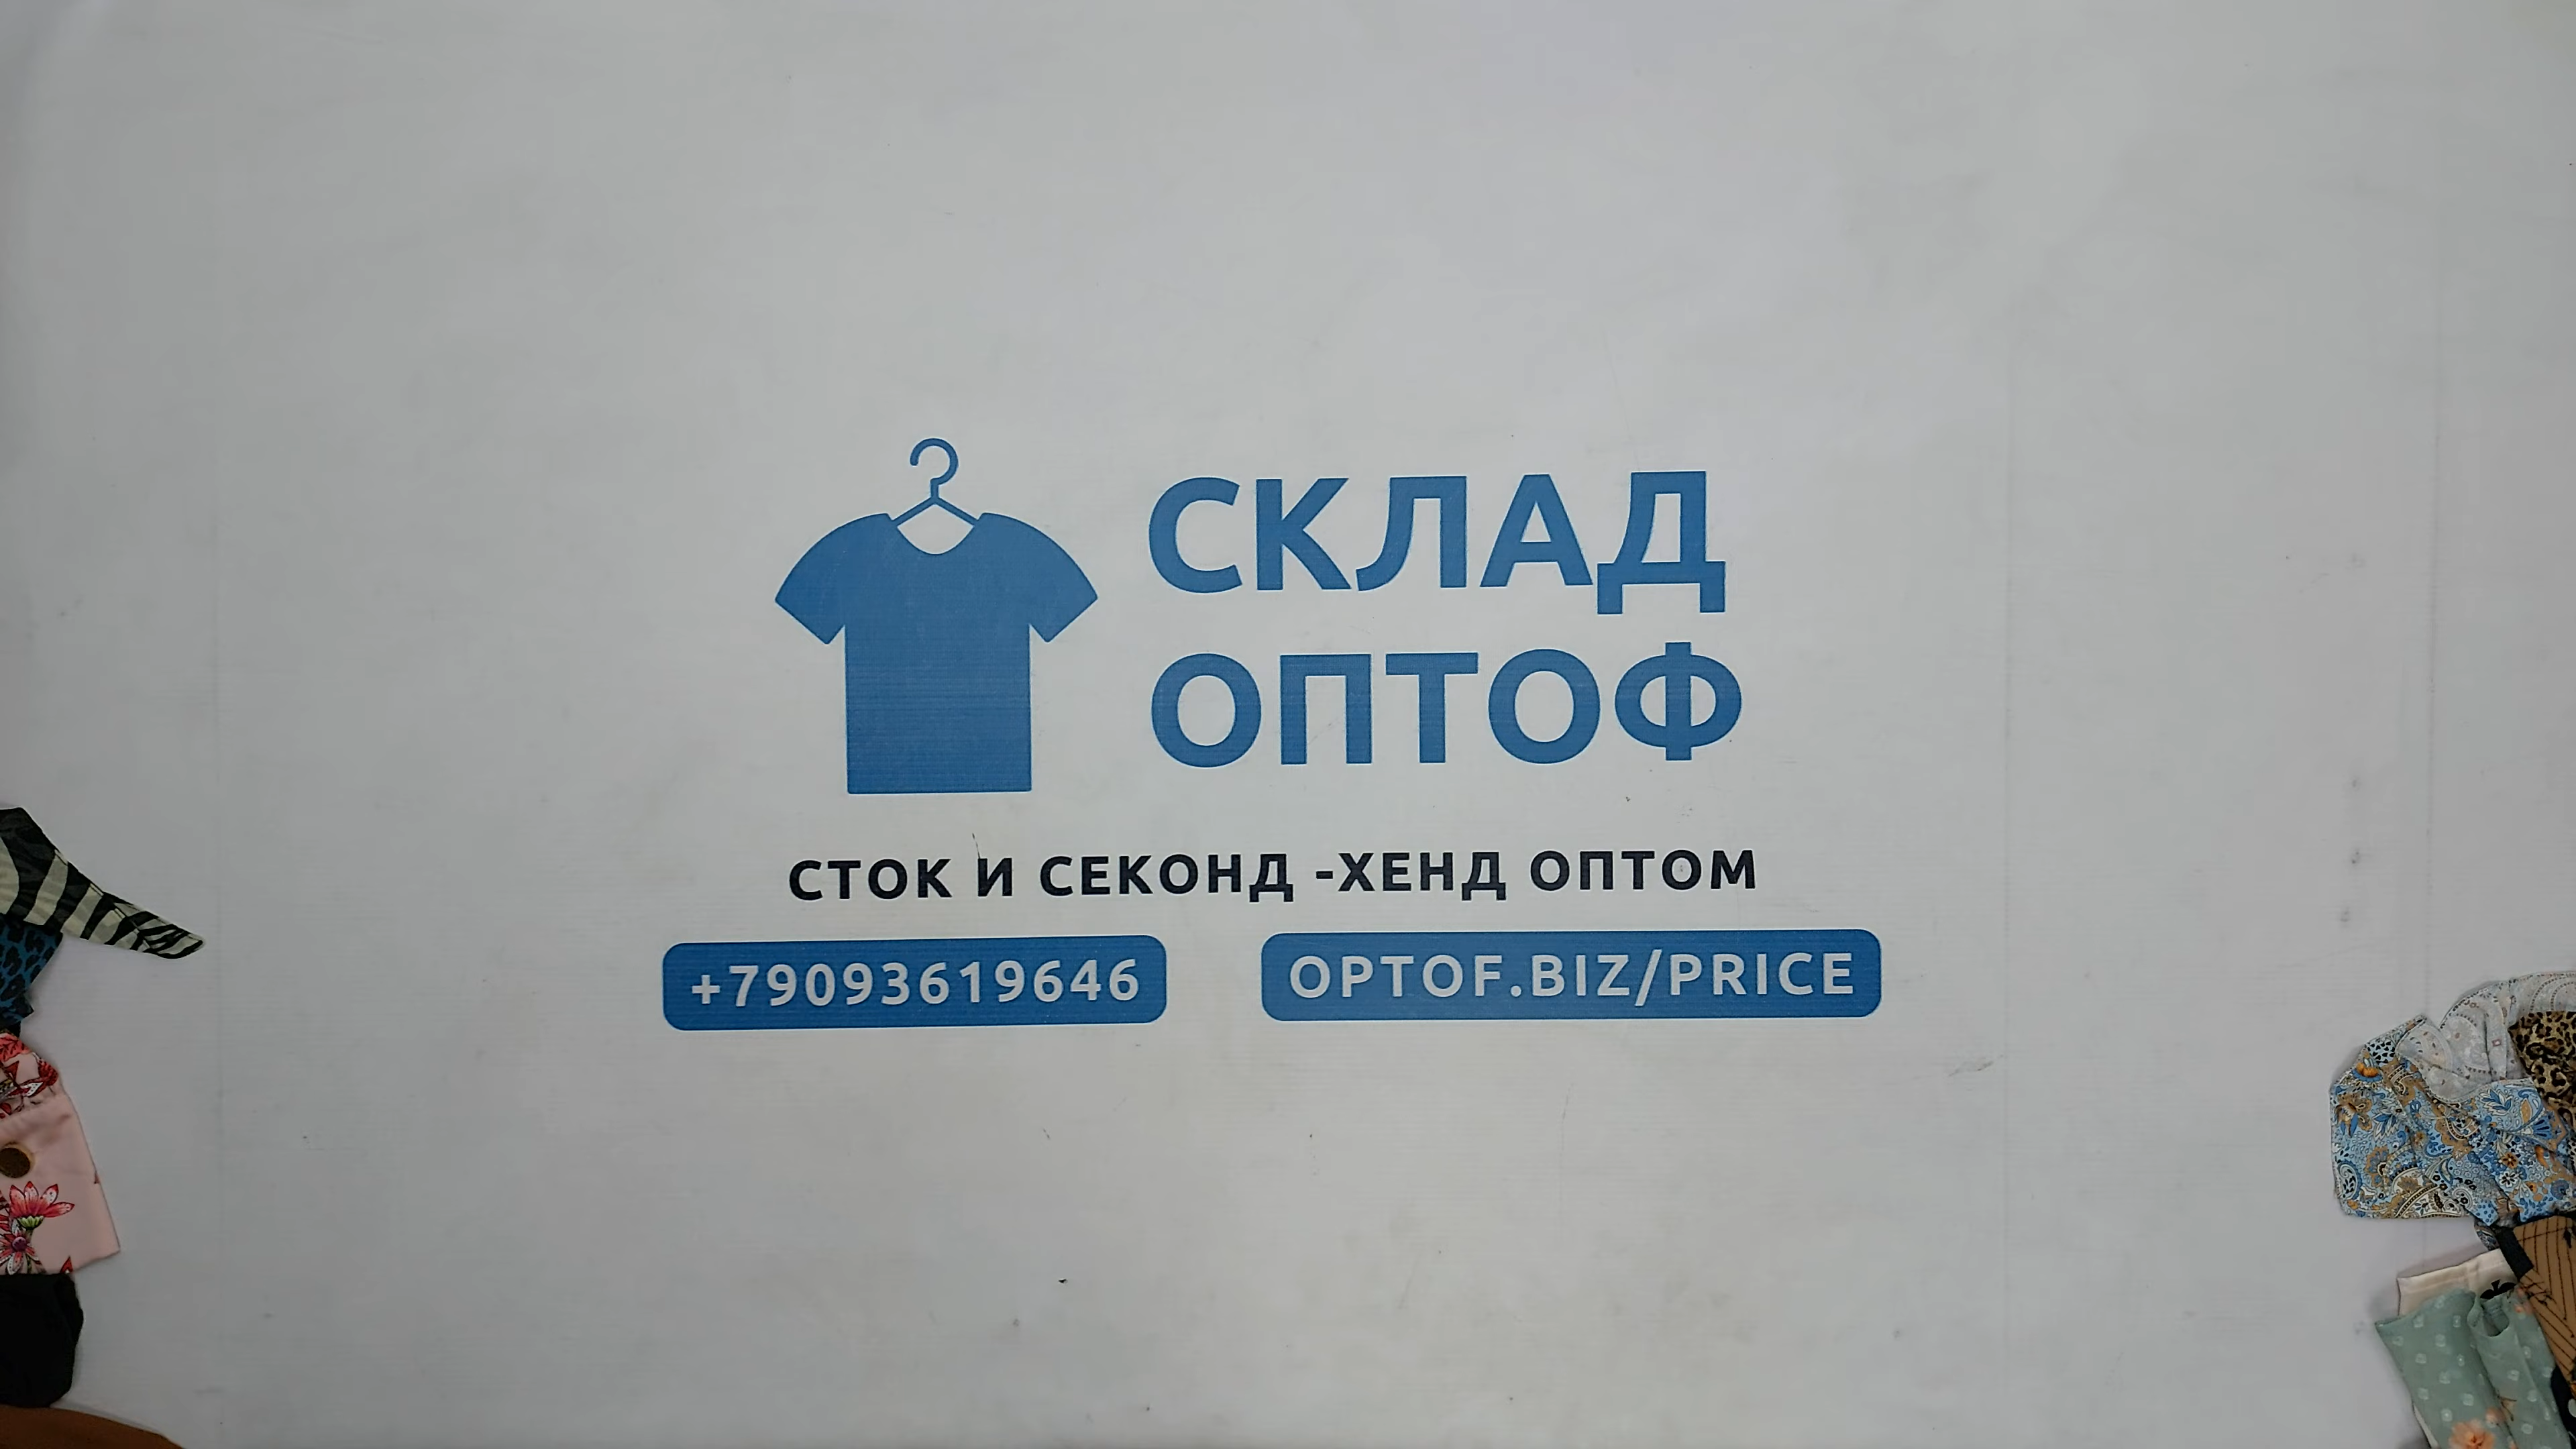 СКЛАД
ОПТОФ
СТОК И СЕКОНД -ХЕНД ОПТОМ
+79093619646
OPTOF.BIZ/PRICE